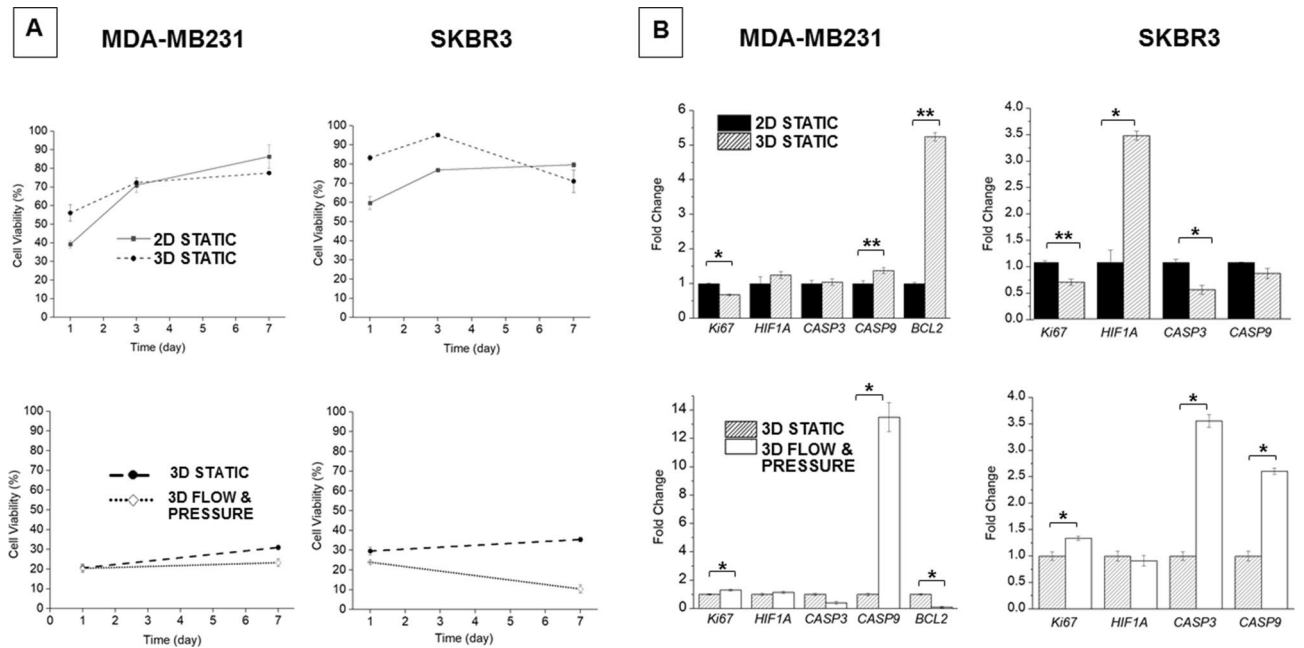 A
MDA-MB231
SKBR3
B
MDA-MB231
SKBR3
Cell Viability (%)
100
90
80
70
60
50
40
30
20
10
0
2D STATIC
3D STATIC
1 2 3 4 5 6 7
Time (day)
Cell Viability (%)
100
90
80
70
60
50
40
30
20
10
0
1 2 3 4 5 6 7
Time (day)
Fold Change
6
5
4
3
2
1
0
2D STATIC
3D STATIC
*
**
**
Ki67 HIF1A CASP3 CASP9 BCL2
Fold Change
4.0
3.5
3.0
2.5
2.0
1.5
1.0
0.5
0.0
**
*
*
Ki67 HIF1A CASP3 CASP9
Cell Viability (%)
100
90
80
70
60
50
40
30
20
10
0
3D STATIC
3D FLOW &
PRESSURE
0 1 2 3 4 5 6 7
Time (day)
Cell Viability (%)
100
90
80
70
60
50
40
30
20
10
0
1 2 3 4 5 6 7
Time (day)
Fold Change
14
12
10
8
6
4
2
0
3D STATIC
3D FLOW &
PRESSURE
*
*
*
Ki67 HIF1A CASP3 CASP9 BCL2
Fold Change
4.0
3.5
3.0
2.5
2.0
1.5
1.0
0.5
0.0
*
*
*
Ki67 HIF1A CASP3 CASP9